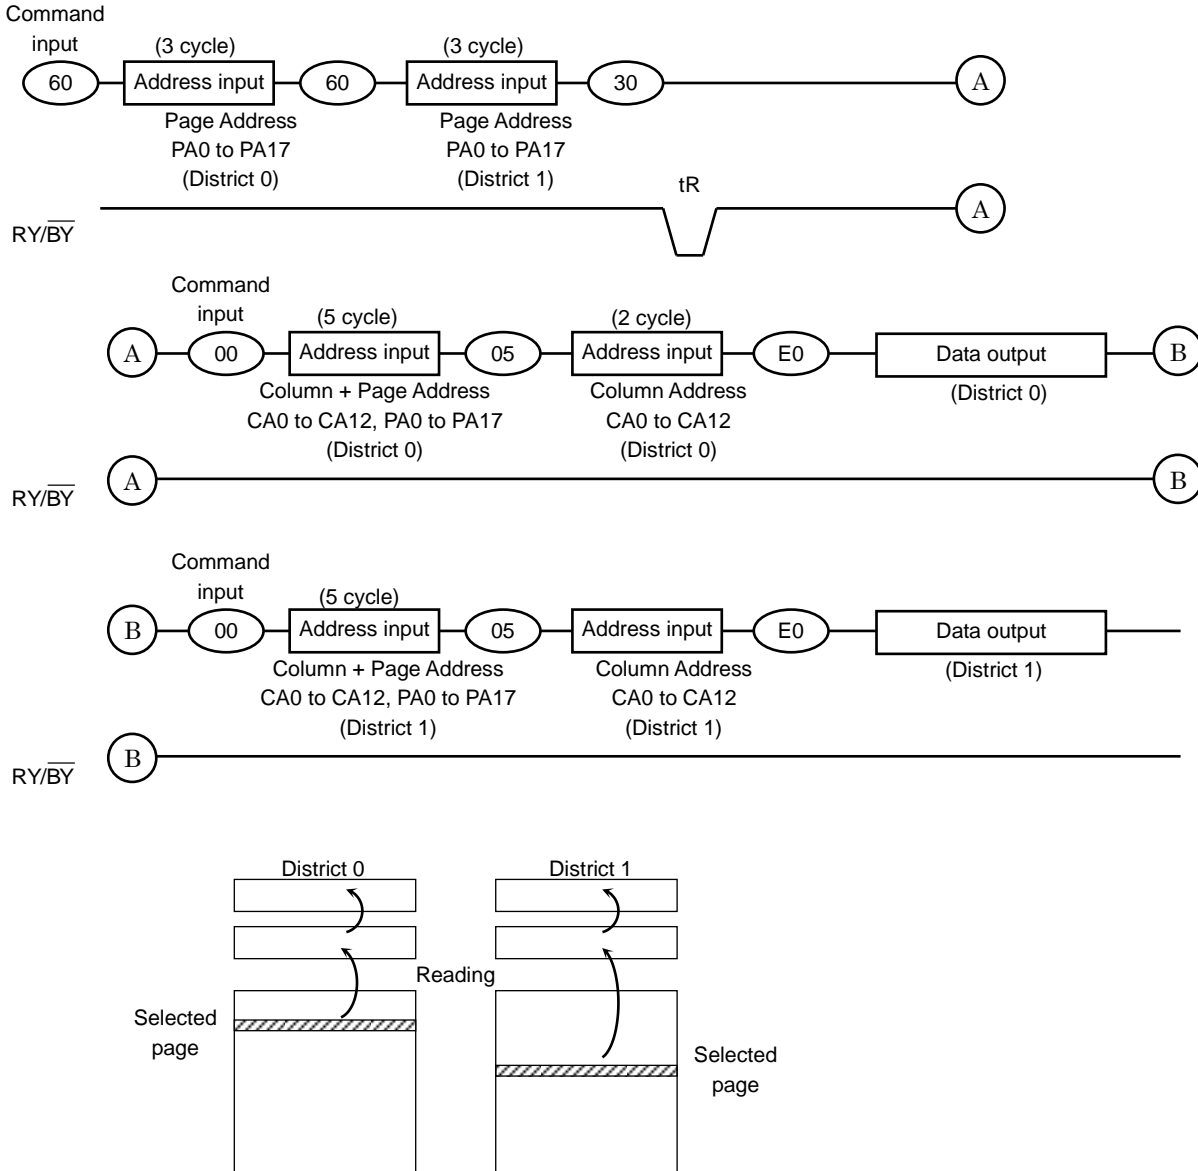 Command
input
(3 cycle)
(3 cycle)
60
Address input
60
Address input
30
A
Page Address
PA0 to PA17
(District 0)
Page Address
PA0 to PA17
(District 1)
tR
A
RY/BY
Command
input
(5 cycle)
(2 cycle)
A
00
Address input
05
Address input
E0
Data output
B
Column + Page Address
CA0 to CA12, PA0 to PA17
(District 0)
Column Address
CA0 to CA12
(District 0)
(District 0)
A
B
RY/BY
Command
input
(5 cycle)
B
00
Address input
05
Address input
E0
Data output
Column + Page Address
CA0 to CA12, PA0 to PA17
(District 1)
Column Address
CA0 to CA12
(District 1)
(District 1)
B
RY/BY
District 0
District 1
Reading
Selected
page
Selected
page